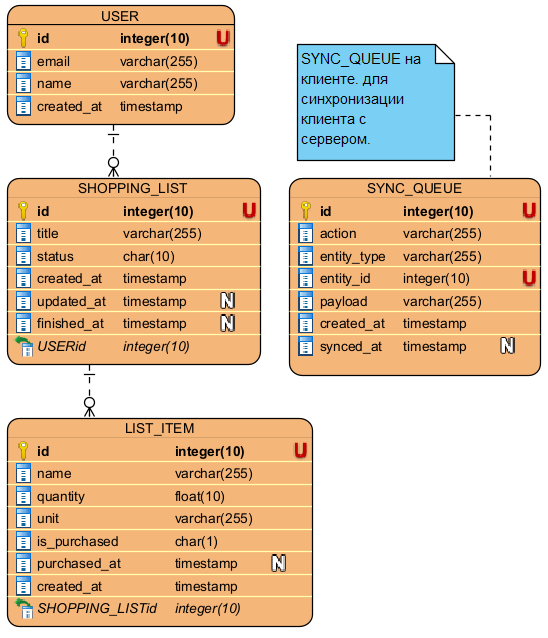 USER
id integer(10) U
email varchar(255)
name varchar(255)
created_at timestamp
SYNC_QUEUE на
клиенте. для
синхронизации
клиента с
сервером.
SHOPPING_LIST
id integer(10) U
title varchar(255)
status char(10)
created_at timestamp
updated_at timestamp N
finished_at timestamp N
USERid integer(10)
SYNC_QUEUE
id integer(10) U
action varchar(255)
entity_type varchar(255)
entity_id integer(10) U
payload varchar(255)
created_at timestamp
synced_at timestamp N
LIST_ITEM
id integer(10) U
name varchar(255)
quantity float(10)
unit varchar(255)
is_purchased char(1)
purchased_at timestamp N
created_at timestamp
SHOPPING_LISTid integer(10)